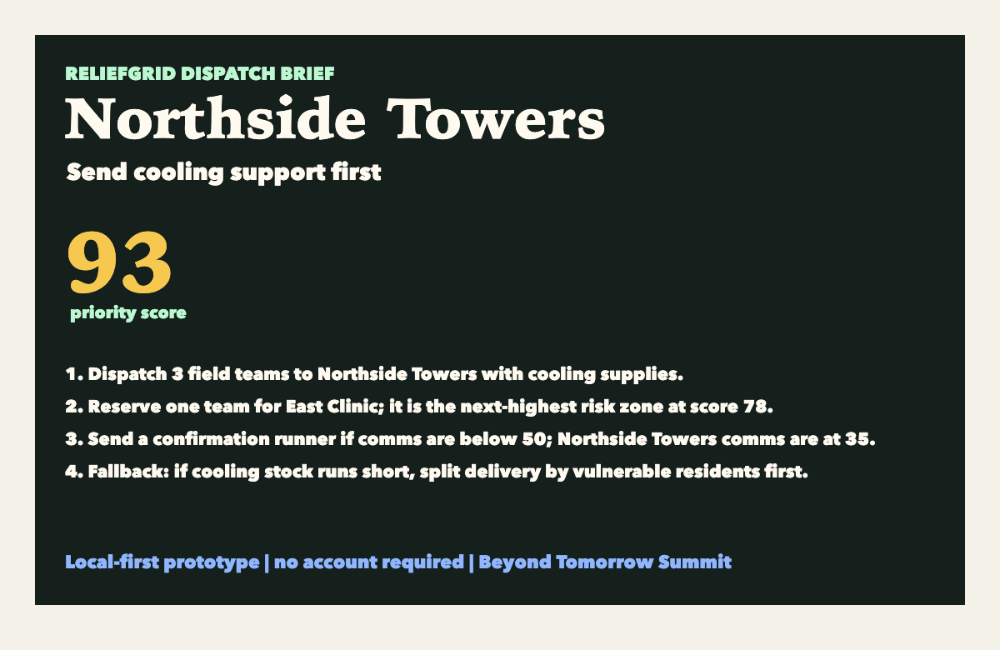 RELIEFGRID DISPATCH BRIEF
Northside Towers
Send cooling support first
93
priority score
1. Dispatch 3 field teams to Northside Towers with cooling supplies.
2. Reserve one team for East Clinic; it is the next-highest risk zone at score 78.
3. Send a confirmation runner if comms are below 50; Northside Towers comms are at 35.
4. Fallback: if cooling stock runs short, split delivery by vulnerable residents first.
Local-first prototype | no account required | Beyond Tomorrow Summit